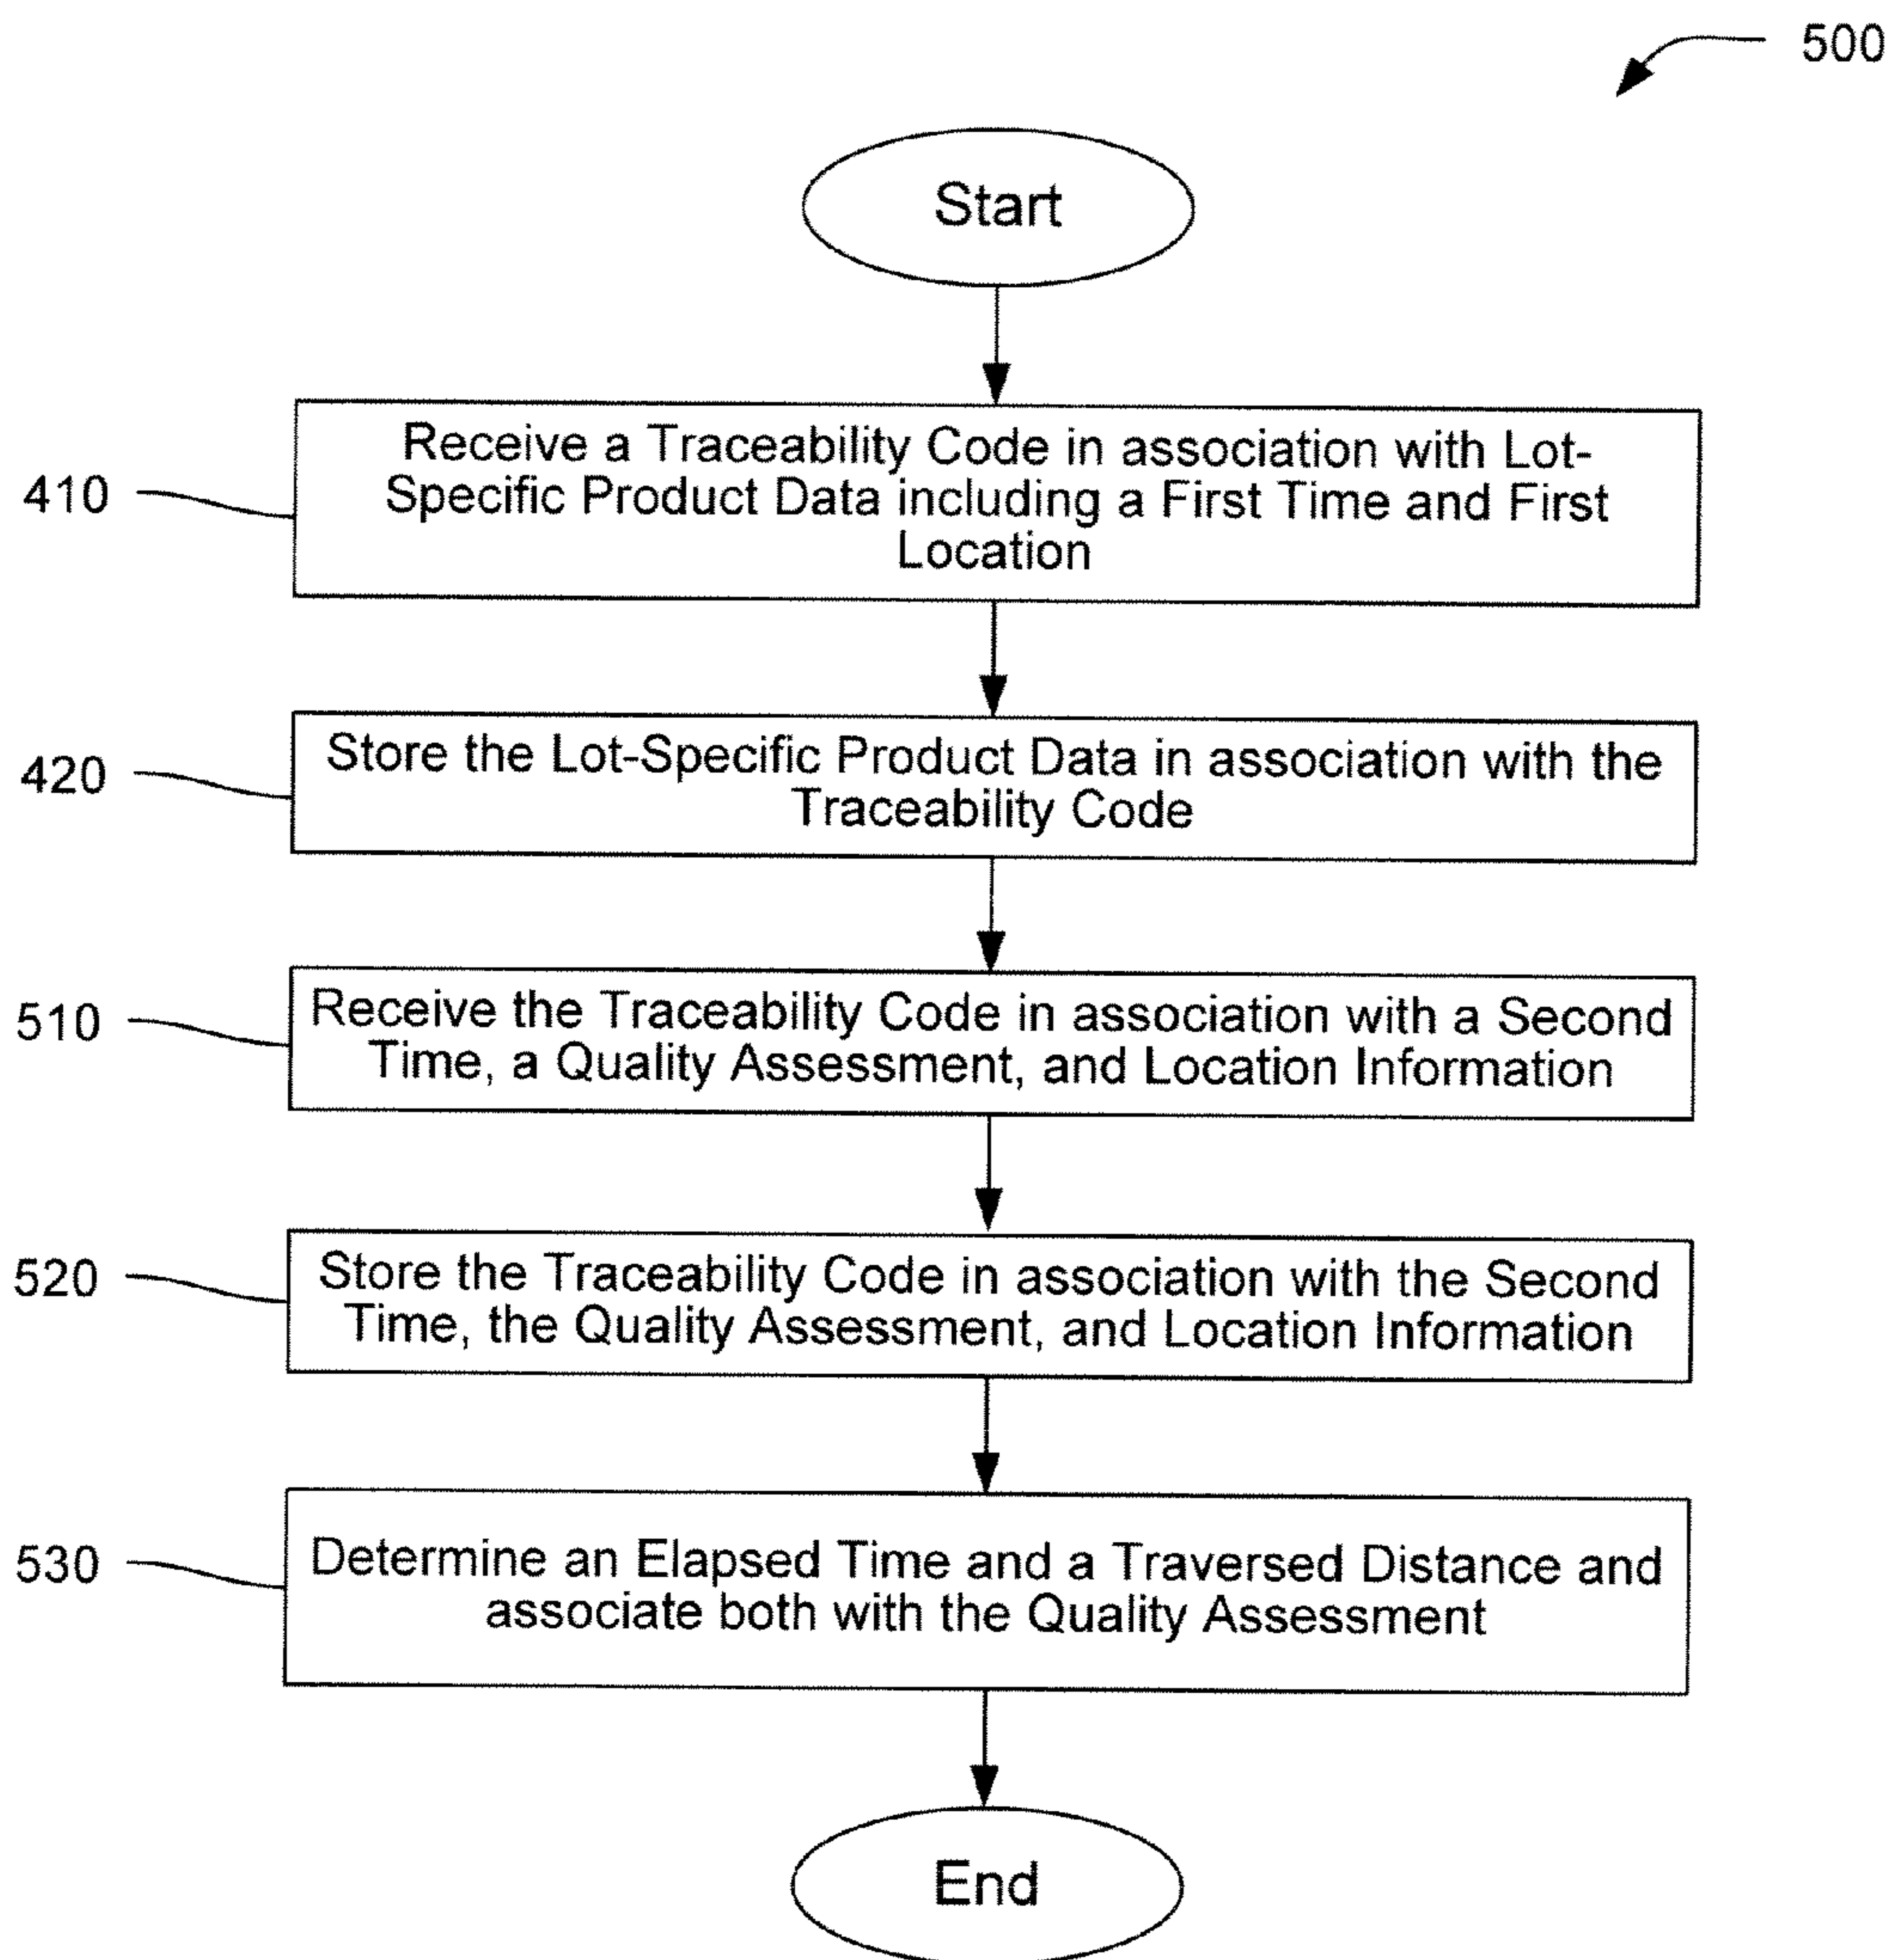 500
Start
410
Receive a Traceability Code in association with Lot-
Specific Product Data including a First Time and First
Location
420
Store the Lot-Specific Product Data in association with the
Traceability Code
510
Receive the Traceability Code in association with a Second
Time, a Quality Assessment, and Location Information
520
Store the Traceability Code in association with the Second
Time, the Quality Assessment, and Location Information
530
Determine an Elapsed Time and a Traversed Distance and
associate both with the Quality Assessment
End